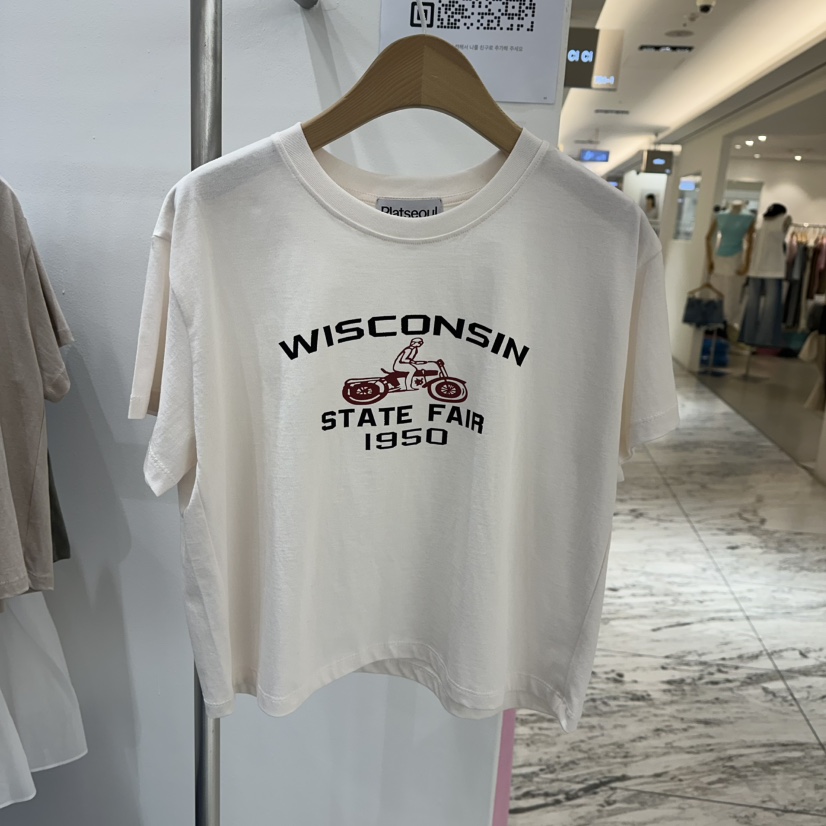 Platseoul
WISCONSIN
STATE FAIR
1950